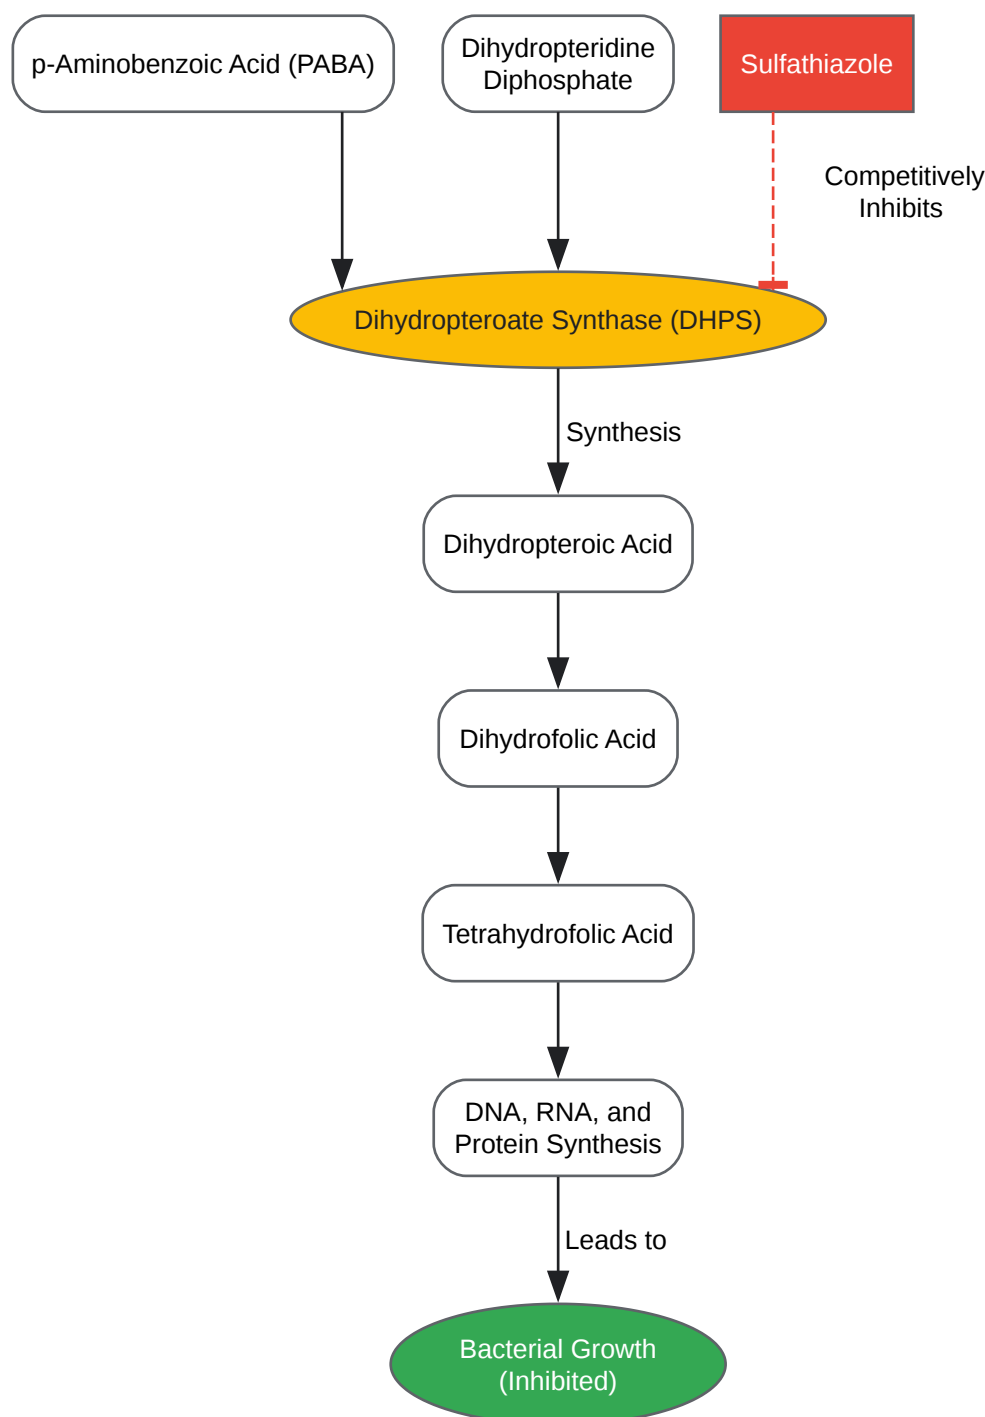 p-Aminobenzoic Acid (PABA)
Dihydropteridine
Diphosphate
Sulfathiazole
Competitively
Inhibits
Dihydropteroate Synthase (DHPS)
Synthesis
Dihydropteroic Acid
Dihydrofolic Acid
Tetrahydrofolic Acid
DNA, RNA, and
Protein Synthesis
Leads to
Bacterial Growth
(Inhibited)